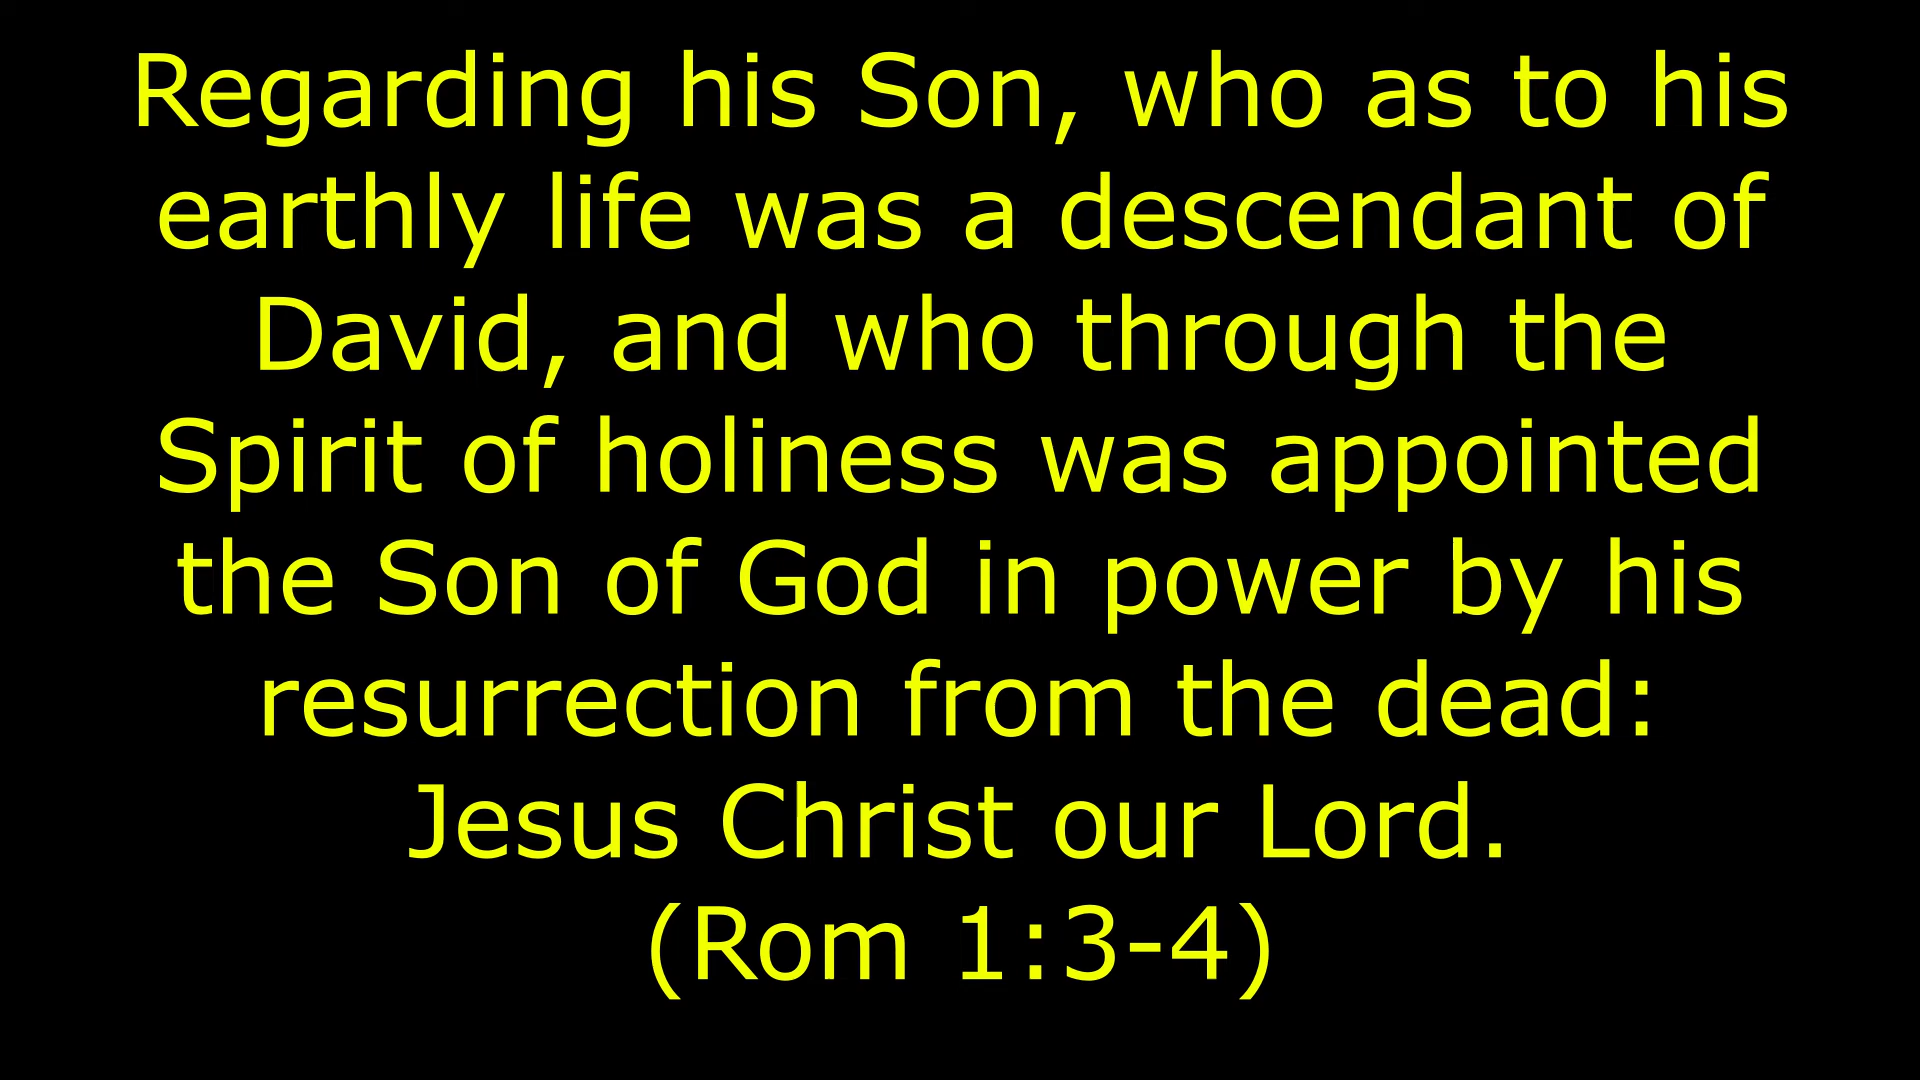 Regarding his Son, who as to his
earthly life was a descendant of
David, and who through the
Spirit of holiness was appointed
the Son of God in power by his
resurrection from the dead:
Jesus Christ our Lord.
(Rom 1:3-4)